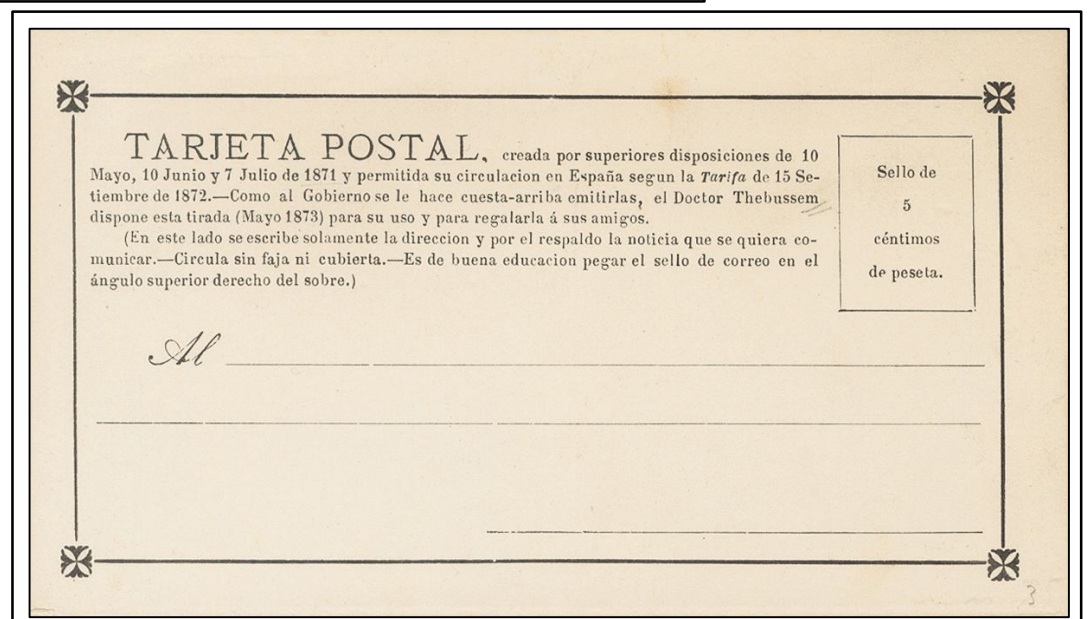 TARJETA POSTAL, creada por superiores disposiciones de 10
Mayo, 10 Junio y 7 Julio de 1871 y permitida su circulacion en España segun la Tarifa de 15 Se-
tiembre de 1872.—Como al Gobierno se le hace cuesta-arriba emitirlas, el Doctor Thebussem
dispone esta tirada (Mayo 1873) para su uso y para regalarla á sus amigos.
(En este lado se escribe solamente la direccion y por el respaldo la noticia que se quiera co-
municar.—Circula sin faja ni cubierta.—Es de buena educacion pegar el sello de correo en el
ángulo superior derecho del sobre.)
Sello de
5
céntimos
de peseta.
Al
3